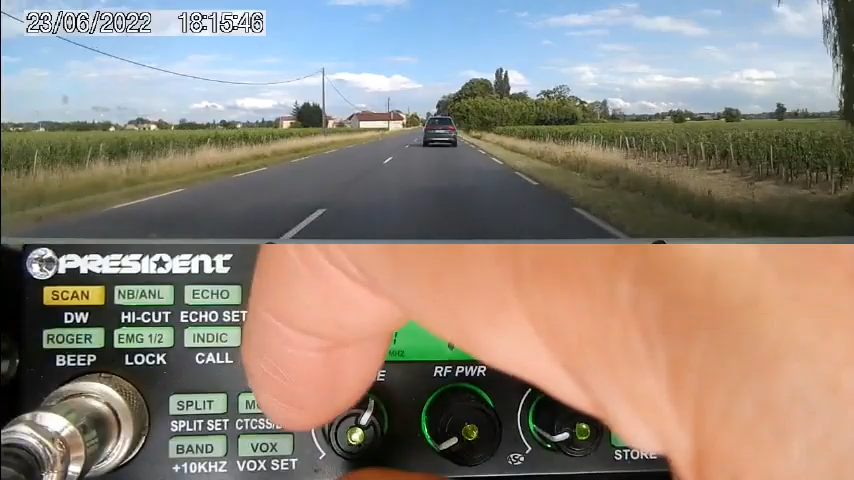 23/06/2022 18:15:46
PRESIDENT
SCAN NB/ANL ECHO
DW HI-CUT ECHO SET
ROGER EMG 1/2 INDIC
BEEP LOCK CALL
RF PWR
SPLIT
SPLIT SET
BAND VOX
+10KHZ VOX SET
ASC
STORE